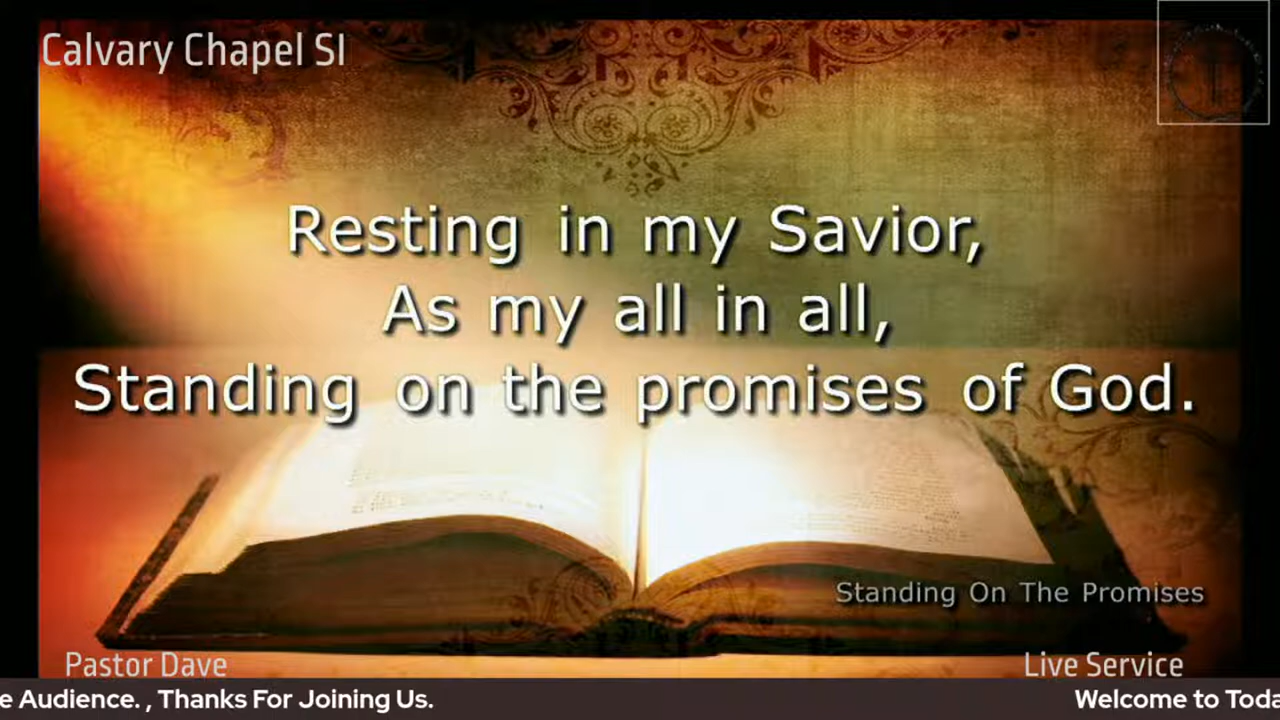 Calvary Chapel SI
Resting in my Savior,
As my all in all,
Standing on the promises of God.
Standing On The Promises
Pastor Dave
Live Service
e Audience. , Thanks For Joining Us.
Welcome to Toda